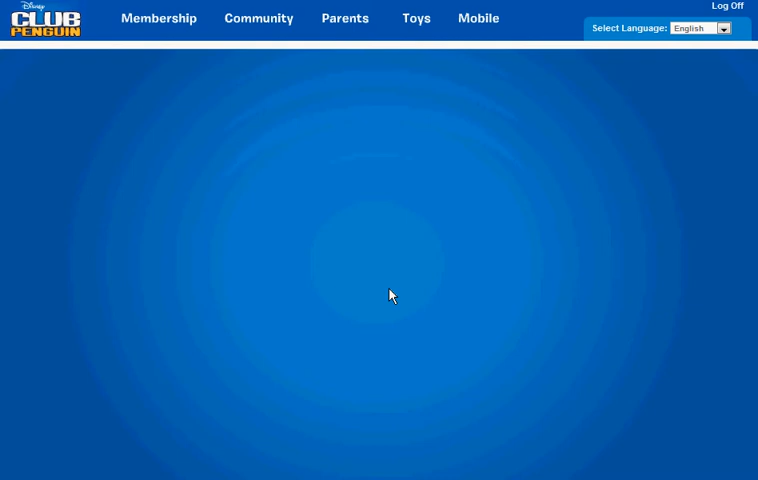 Disney
CLUB
PENGUIN
Membership Community Parents Toys Mobile
Log Off
Select Language: English